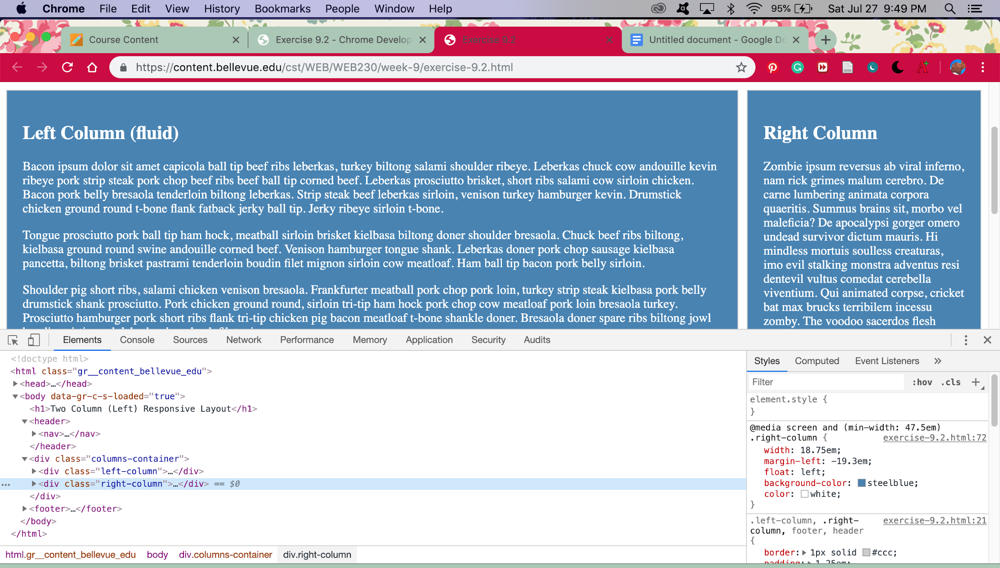 Chrome File Edit View History Bookmarks People Window Help 95% Sat Jul 27 9:49 PM
Course Content Exercise 9.2 - Chrome Develop Exercise 9.2 Untitled document - Google Do
https://content.bellevue.edu/cst/WEB/WEB230/week-9/exercise-9.2.html
Left Column (fluid)
Bacon ipsum dolor sit amet capicola ball tip beef ribs leberkas, turkey biltong salami shoulder ribeye. Leberkas chuck cow andouille kevin
ribeye pork strip steak pork chop beef ribs beef ball tip corned beef. Leberkas prosciutto brisket, short ribs salami cow sirloin chicken.
Bacon pork belly bresaola tenderloin biltong leberkas. Strip steak beef leberkas sirloin, venison turkey hamburger kevin. Drumstick
chicken ground round t-bone flank fatback jerky ball tip. Jerky ribeye sirloin t-bone.
Tongue prosciutto pork ball tip ham hock, meatball sirloin brisket kielbasa biltong doner shoulder bresaola. Chuck beef ribs biltong,
kielbasa ground round swine andouille corned beef. Venison hamburger tongue shank. Leberkas doner pork chop sausage kielbasa
pancetta, biltong brisket pastrami tenderloin boudin filet mignon sirloin cow meatloaf. Ham ball tip bacon pork belly sirloin.
Shoulder pig short ribs, salami chicken venison bresaola. Frankfurter meatball pork chop pork loin, turkey strip steak kielbasa pork belly
drumstick shank prosciutto. Pork chicken ground round, sirloin tri-tip ham hock pork chop cow meatloaf pork loin bresaola turkey.
Prosciutto hamburger pork short ribs flank tri-tip chicken pig bacon meatloaf t-bone shankle doner. Bresaola doner spare ribs biltong jowl
Right Column
Zombie ipsum reversus ab viral inferno,
nam rick grimes malum cerebro. De
carne lumbering animata corpora
quaeritis. Summus brains sit, morbo vel
maleficia? De apocalypsi gorger omero
undead survivor dictum mauris. Hi
mindless mortuis soulless creaturas,
imo evil stalking monstra adventus resi
dentevil vultus comedat cerebella
viventium. Qui animated corpse, cricket
bat max brucks terribilem incessu
zomby. The voodoo sacerdos flesh
Elements Console Sources Network Performance Memory Application Security Audits
<!doctype html>
<html class="gr__content_bellevue_edu">
<head>…</head>
<body data-gr-c-s-loaded="true">
<h1>Two Column (Left) Responsive Layout</h1>
<header>
<nav>…</nav>
</header>
<div class="columns-container">
<div class="left-column">…</div>
<div class="right-column">…</div> == $0
</div>
<footer>…</footer>
</body>
</html>
html.gr__content_bellevue_edu body div.columns-container div.right-column
Styles Computed Event Listeners »
Filter :hov .cls +
element.style {
}
@media screen and (min-width: 47.5em)
.right-column { exercise-9.2.html:72
width: 18.75em;
margin-left: -19.3em;
float: left;
background-color: steelblue;
color: white;
}
.left-column, .right- exercise-9.2.html:21
column, footer, header
{
border: 1px solid #ccc;
padding: 1.25em;